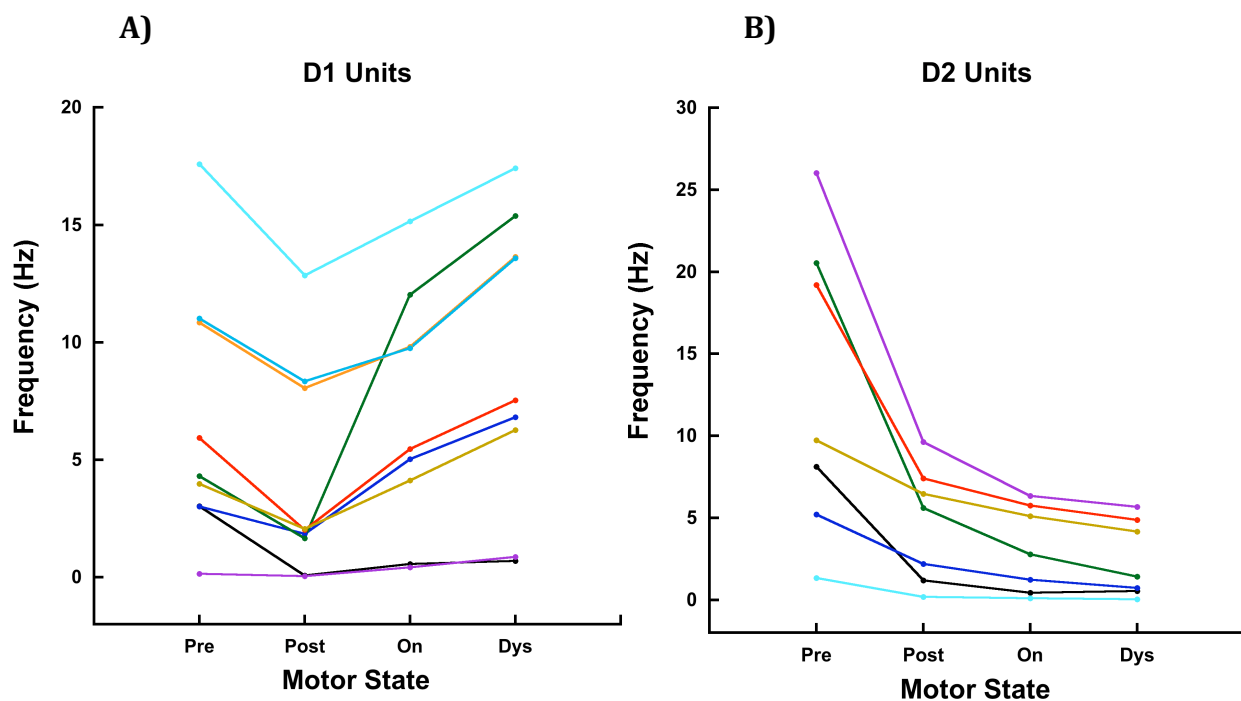 A)
D1 Units
20
15
10
5
0
Frequency (Hz)
Pre Post On Dys
Motor State
B)
D2 Units
30
25
20
15
10
5
0
Frequency (Hz)
Pre Post On Dys
Motor State